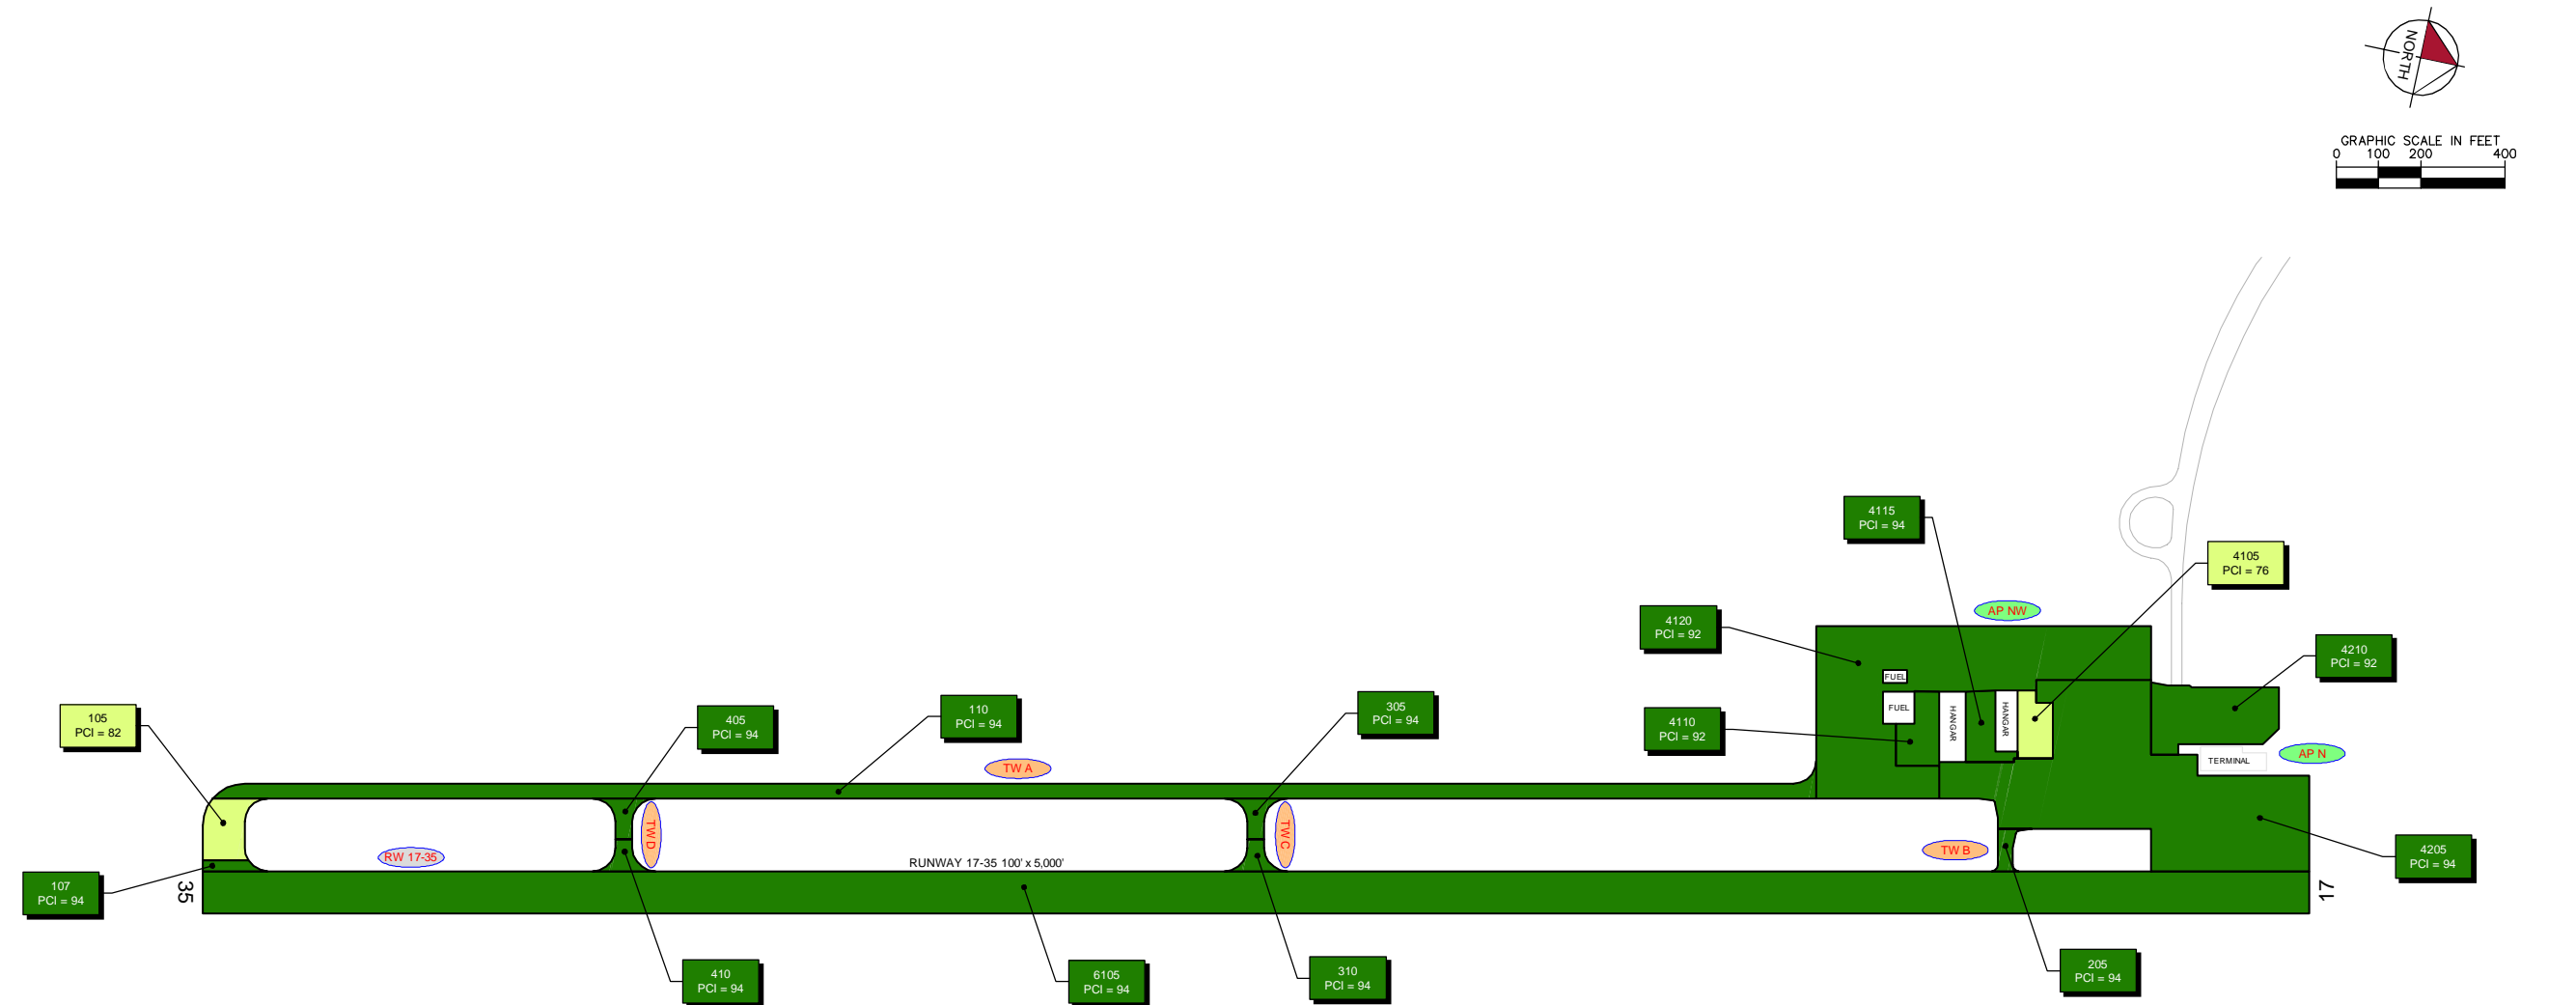 NORTH
GRAPHIC SCALE IN FEET
0 100 200 400
4115
PCI = 94
4105
PCI = 76
AP NW
4120
PCI = 92
4210
PCI = 92
FUEL
FUEL
HANGAR
HANGAR
4110
PCI = 92
AP N
TERMINAL
105
PCI = 82
405
PCI = 94
110
PCI = 94
305
PCI = 94
TW A
TW D
TW C
TW B
RW 17-35
RUNWAY 17-35 100' x 5,000'
4205
PCI = 94
107
PCI = 94
35
17
410
PCI = 94
6105
PCI = 94
310
PCI = 94
205
PCI = 94